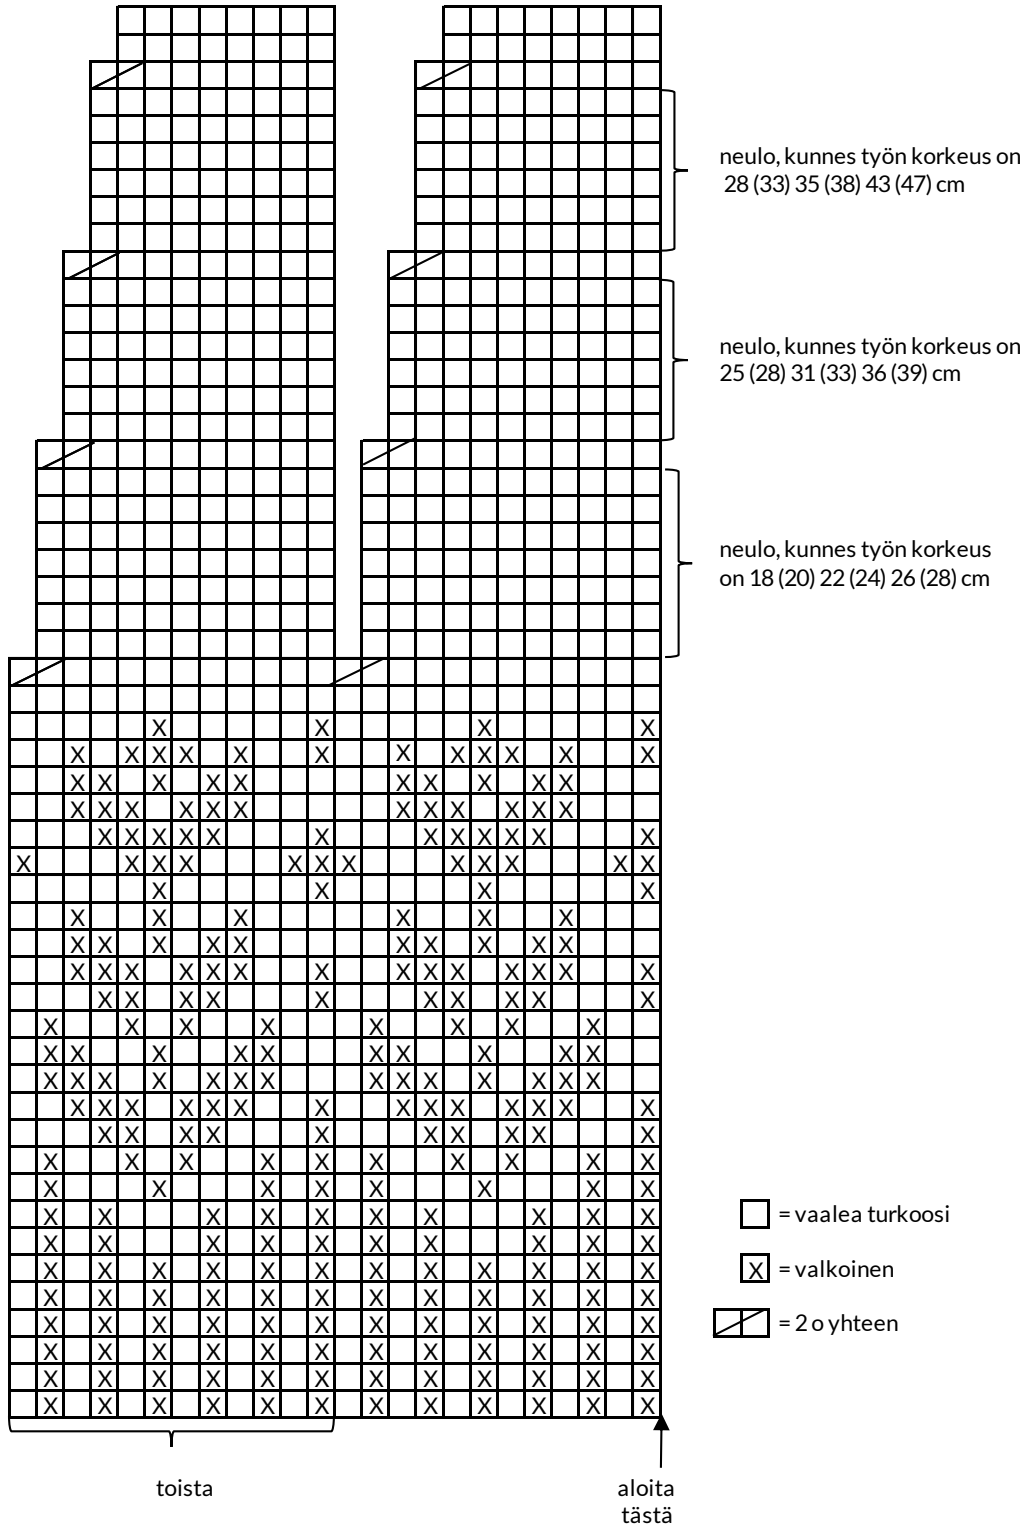 neulo, kunnes työn korkeus on
28 (33) 35 (38) 43 (47) cm
neulo, kunnes työn korkeus on
25 (28) 31 (33) 36 (39) cm
neulo, kunnes työn korkeus
on 18 (20) 22 (24) 26 (28) cm
X X X X
X X X X X X X X X X X X
X X X X X X X X X X
X X X X X X X X X X X X
X X X X X X X X X X X X
X X X X X X X X X X X X
X X X X
X X X X X X
X X X X X X X X X X
X X X X X X X X X X X X X X
X X X X X X X X X X
X X X X X X X X
X X X X X X X X X X
X X X X X X X X X X X X X X
X X X X X X X X X X X X X X
X X X X X X X X X X
X X X X X X X X X X
X X X X X X X X
X X X X X X X X X X
X X X X X X X X X X
X X X X X X X X X X X X
X X X X X X X X X X X X
X X X X X X X X X X X X
X X X X X X X X X X X X
X X X X X X X X X X X X
X X X X X X X X X X X X
= vaalea turkoosi
X = valkoinen
= 2 o yhteen
toista
aloita
tästä